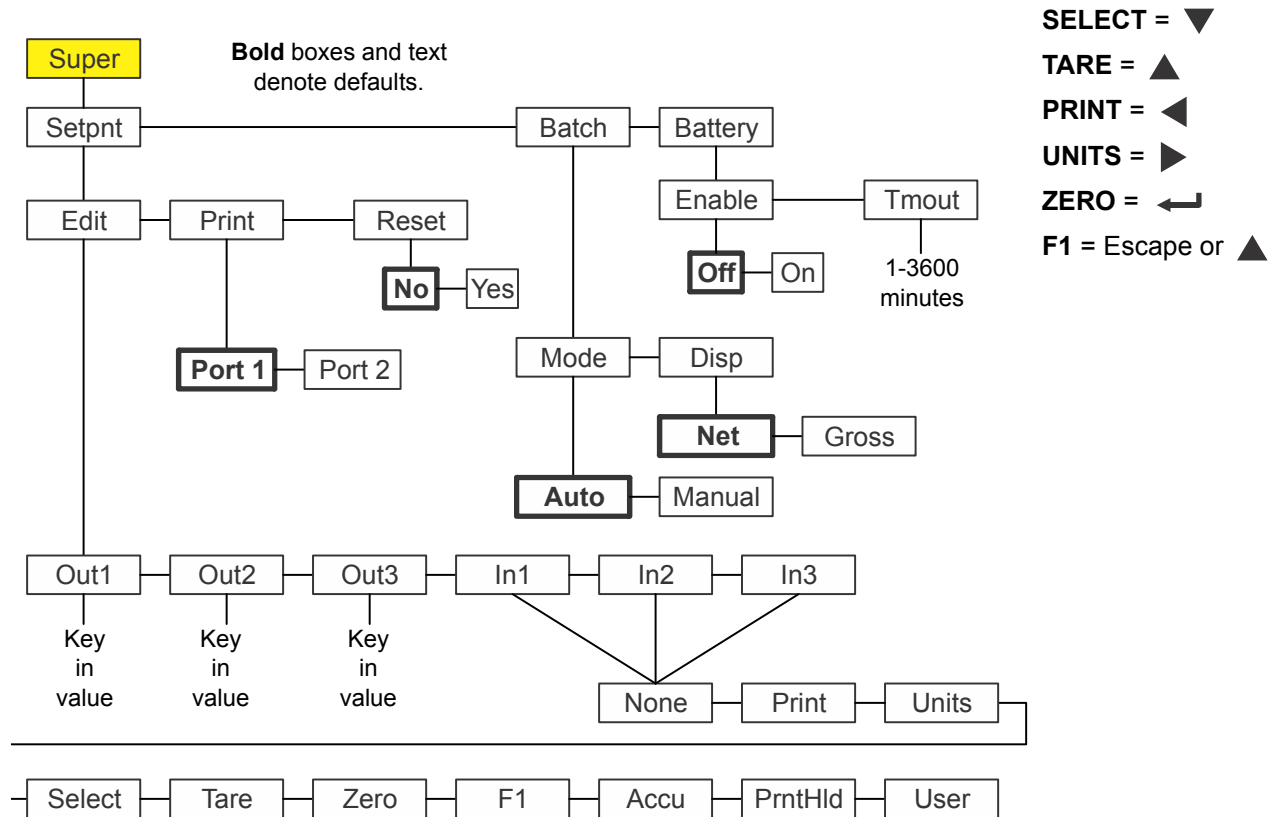 Super
Bold boxes and text
denote defaults.
SELECT =
TARE =
PRINT =
UNITS =
ZERO =
F1 = Escape or
Setpnt
Batch
Battery
Edit
Print
Reset
Enable
Tmout
No
Yes
Off
On
1-3600
minutes
Port 1
Port 2
Mode
Disp
Net
Gross
Auto
Manual
Out1
Out2
Out3
In1
In2
In3
Key
in
value
Key
in
value
Key
in
value
None
Print
Units
Select
Tare
Zero
F1
Accu
PrntHld
User